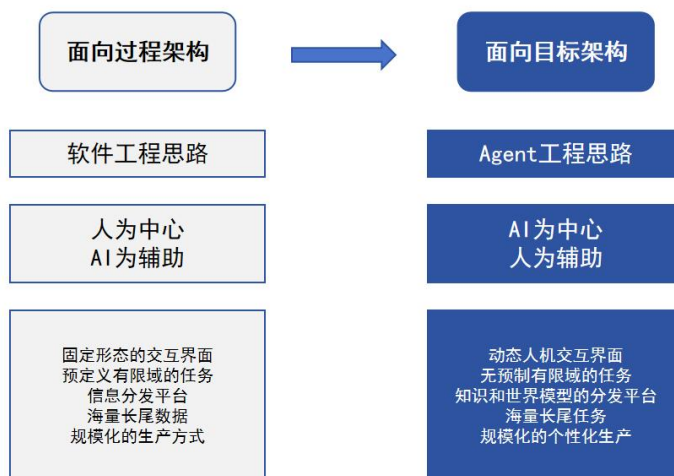 面向过程架构
面向目标架构
软件工程思路
Agent工程思路
人为中心
AI为辅助
AI为中心
人为辅助
固定形态的交互界面
预定义有限域的任务
信息分发平台
海量长尾数据
规模化的生产方式
动态人机交互界面
无预制有限域的任务
知识和世界模型的分发平台
海量长尾任务
规模化的个性化生产